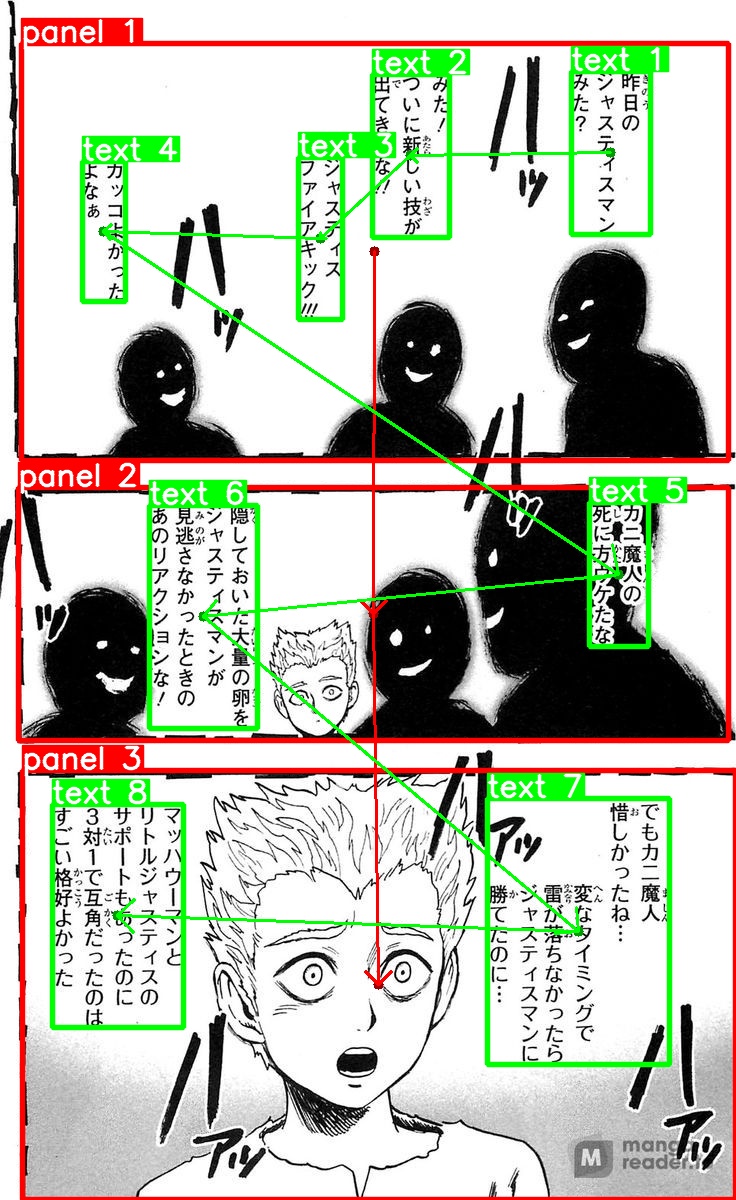 panel 1
text 1
昨日の
ジャスティスマン
みた?
text 2
みた!
ついに新しい技が
出てきたな!!
text 3
ジャスティス
ファイアキック!!!
text 4
カッコよかった
よなぁ
ハハッ
ハハッ
panel 2
text 5
カニ魔人の
死に方ウケたな
text 6
隠しておいた大量の卵を
ジャスティスマンが
見逃さなかったときの
あのリアクションな!
ハハッ
ハハッ
panel 3
text 7
でもカニ魔人
惜しかったね…
変なタイミングで
雷が落ちなかったら
ジャスティスマンに
勝てたのに…
text 8
マッハウーマンと
リトルジャスティスの
サポートもあったのに
3対1で互角だったのは
すごい格好よかった
ハハアッ
ハハアッ
ハハアッ
M
manga
reader.